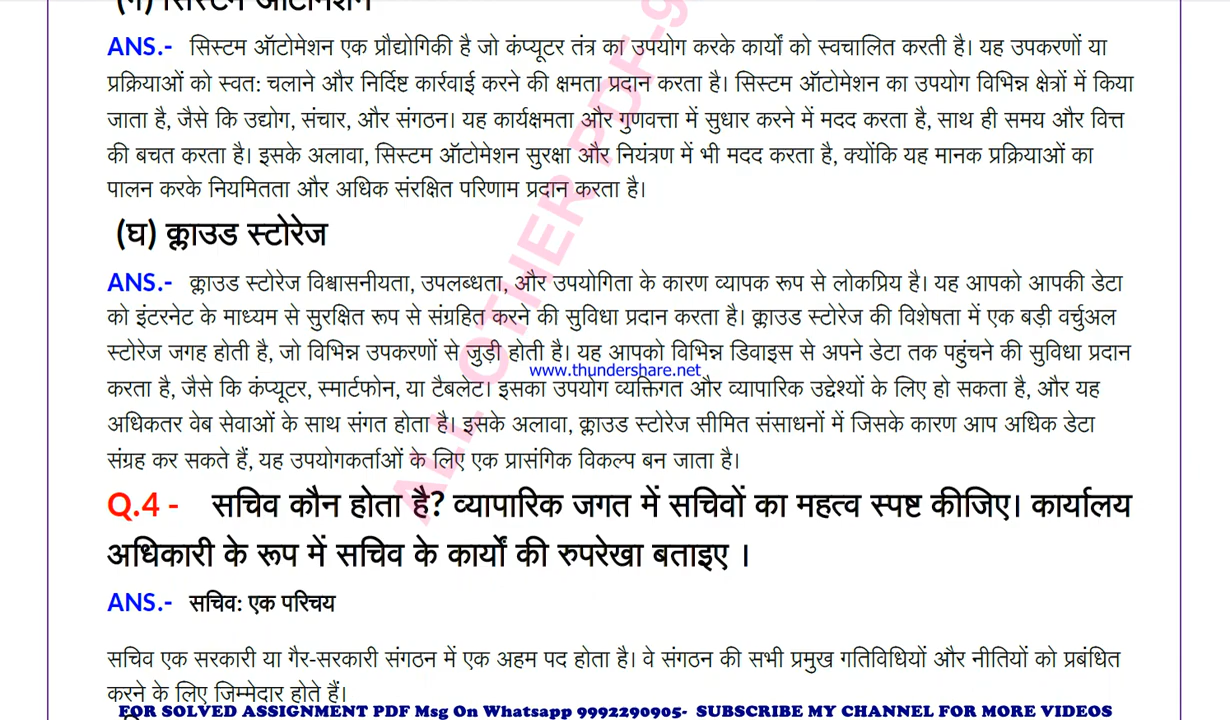 (ग) सिस्टम ऑटोमेशन
ANS.- सिस्टम ऑटोमेशन एक प्रौद्योगिकी है जो कंप्यूटर तंत्र का उपयोग करके कार्यों को स्वचालित करती है। यह उपकरणों या
प्रक्रियाओं को स्वत: चलाने और निर्दिष्ट कार्रवाई करने की क्षमता प्रदान करता है। सिस्टम ऑटोमेशन का उपयोग विभिन्न क्षेत्रों में किया
जाता है, जैसे कि उद्योग, संचार, और संगठन। यह कार्यक्षमता और गुणवत्ता में सुधार करने में मदद करता है, साथ ही समय और वित्त
की बचत करता है। इसके अलावा, सिस्टम ऑटोमेशन सुरक्षा और नियंत्रण में भी मदद करता है, क्योंकि यह मानक प्रक्रियाओं का
पालन करके नियमितता और अधिक संरक्षित परिणाम प्रदान करता है।
(घ) क्लाउड स्टोरेज
ANS.- क्लाउड स्टोरेज विश्वासनीयता, उपलब्धता, और उपयोगिता के कारण व्यापक रूप से लोकप्रिय है। यह आपको आपकी डेटा
को इंटरनेट के माध्यम से सुरक्षित रूप से संग्रहित करने की सुविधा प्रदान करता है। क्लाउड स्टोरेज की विशेषता में एक बड़ी वर्चुअल
स्टोरेज जगह होती है, जो विभिन्न उपकरणों से जुड़ी होती है। यह आपको विभिन्न डिवाइस से अपने डेटा तक पहुंचने की सुविधा प्रदान
www.thundershare.net
करता है, जैसे कि कंप्यूटर, स्मार्टफोन, या टैबलेट। इसका उपयोग व्यक्तिगत और व्यापारिक उद्देश्यों के लिए हो सकता है, और यह
अधिकतर वेब सेवाओं के साथ संगत होता है। इसके अलावा, क्लाउड स्टोरेज सीमित संसाधनों में जिसके कारण आप अधिक डेटा
संग्रह कर सकते हैं, यह उपयोगकर्ताओं के लिए एक प्रासंगिक विकल्प बन जाता है।
Q.4 - सचिव कौन होता है? व्यापारिक जगत में सचिवों का महत्व स्पष्ट कीजिए। कार्यालय
अधिकारी के रूप में सचिव के कार्यों की रुपरेखा बताइए ।
ANS.- सचिव: एक परिचय
सचिव एक सरकारी या गैर-सरकारी संगठन में एक अहम पद होता है। वे संगठन की सभी प्रमुख गतिविधियों और नीतियों को प्रबंधित
करने के लिए जिम्मेदार होते हैं।
FOR SOLVED ASSIGNMENT PDF Msg On Whatsapp 9992290905- SUBSCRIBE MY CHANNEL FOR MORE VIDEOS
ALL OTHER PDF-9